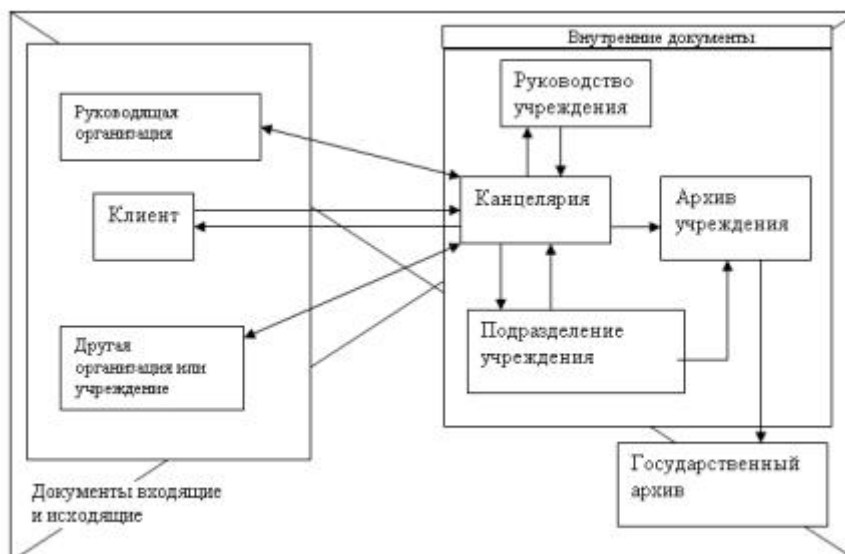 Внутренние документы
Руководящая
организация
Клиент
Другая
организация или
учреждение
Документы входящие
и исходящие
Руководство
учреждения
Канцелярия
Архив
учреждения
Подразделение
учреждения
Государственный
архив